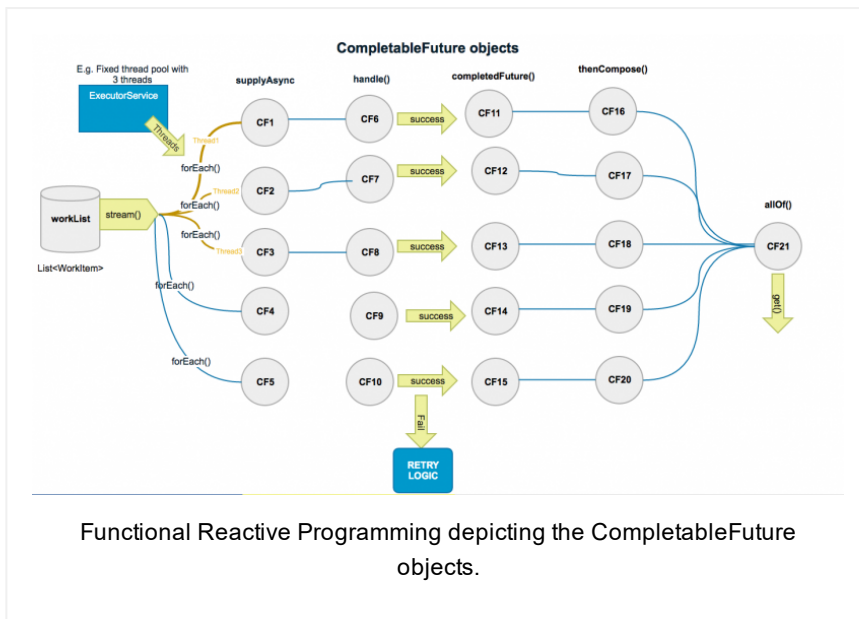 CompletableFuture objects
E.g. Fixed thread pool with
3 threads
supplyAsync
handle()
completedFuture()
thenCompose()
ExecutorService
Threads
CF1
CF6
success
CF11
CF16
Thread1
forEach()
CF2
CF7
success
CF12
CF17
Thread2
forEach()
workList
stream()
allOf()
forEach()
Thread3
CF3
CF8
success
CF13
CF18
CF21
List<WorkItem>
forEach()
CF4
CF9
success
CF14
CF19
get()
forEach()
CF5
CF10
success
CF15
CF20
Fail
RETRY
LOGIC
Functional Reactive Programming depicting the CompletableFuture
objects.